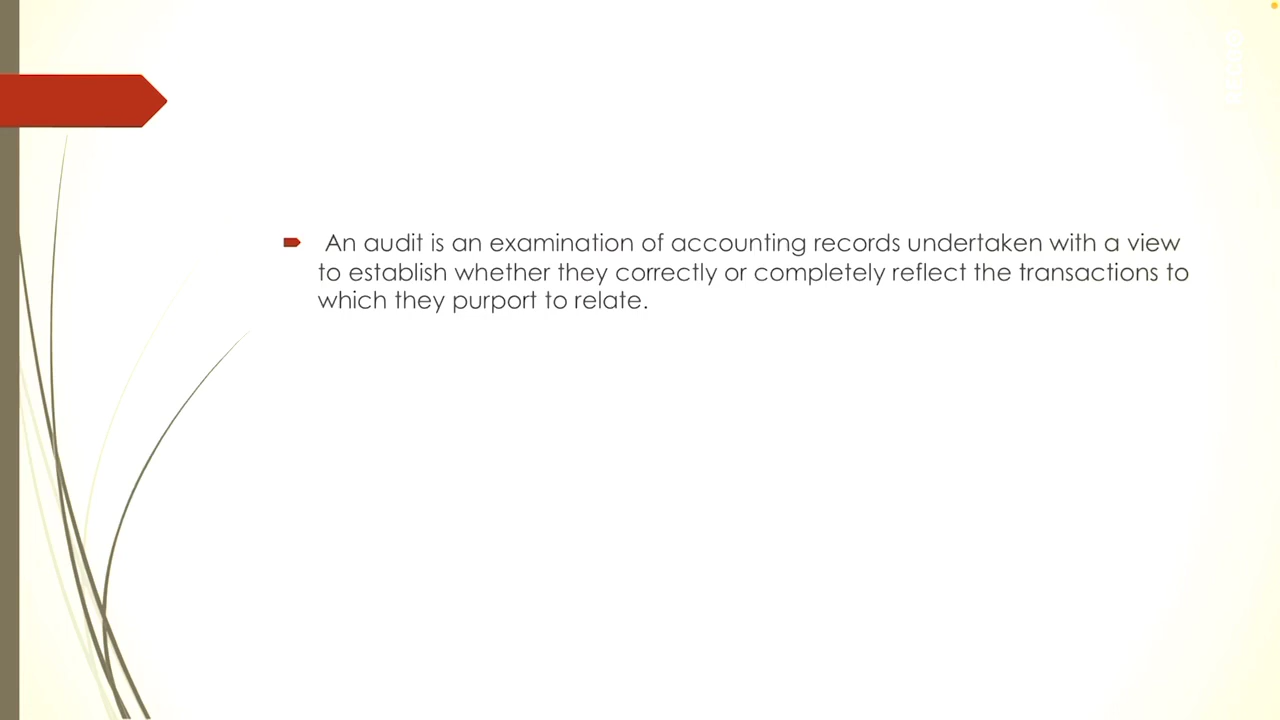 An audit is an examination of accounting records undertaken with a view
to establish whether they correctly or completely reflect the transactions to
which they purport to relate.